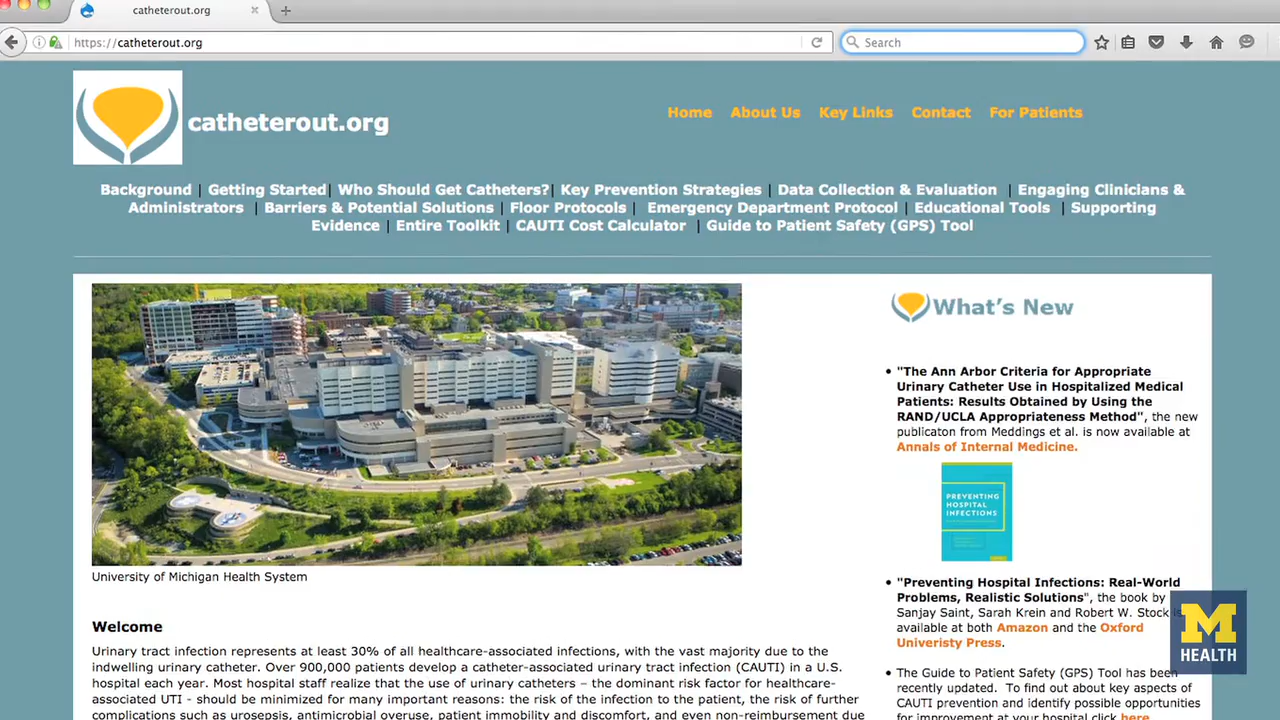 catheterout.org
https://catheterout.org
Search
catheterout.org
Home About Us Key Links Contact For Patients
Background | Getting Started| Who Should Get Catheters?| Key Prevention Strategies | Data Collection & Evaluation | Engaging Clinicians &
Administrators | Barriers & Potential Solutions | Floor Protocols | Emergency Department Protocol | Educational Tools | Supporting
Evidence | Entire Toolkit | CAUTI Cost Calculator | Guide to Patient Safety (GPS) Tool
University of Michigan Health System
Welcome
Urinary tract infection represents at least 30% of all healthcare-associated infections, with the vast majority due to the
indwelling urinary catheter. Over 900,000 patients develop a catheter-associated urinary tract infection (CAUTI) in a U.S.
hospital each year. Most hospital staff realize that the use of urinary catheters – the dominant risk factor for healthcare-
associated UTI - should be minimized for many important reasons: the risk of the infection to the patient, the risk of further
complications such as urosepsis, antimicrobial overuse, patient immobility and discomfort, and even non-reimbursement due
What's New
• "The Ann Arbor Criteria for Appropriate
Urinary Catheter Use in Hospitalized Medical
Patients: Results Obtained by Using the
RAND/UCLA Appropriateness Method", the new
publicaton from Meddings et al. is now available at
Annals of Internal Medicine.
PREVENTING
HOSPITAL
INFECTIONS
• "Preventing Hospital Infections: Real-World
Problems, Realistic Solutions", the book by
Sanjay Saint, Sarah Krein and Robert W. Stock is
available at both Amazon and the Oxford
Univeristy Press.
• The Guide to Patient Safety (GPS) Tool has been
recently updated. To find out about key aspects of
CAUTI prevention and identify possible opportunities
for improvement at your hospital click here
M
HEALTH